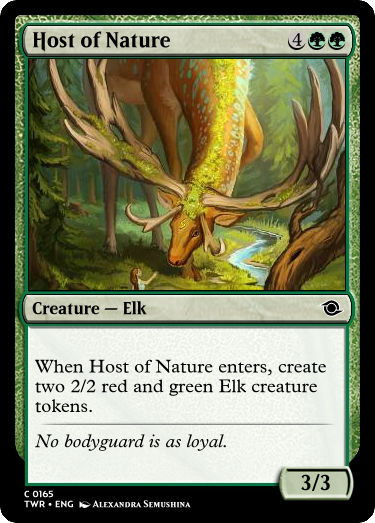 Host of Nature 4
Creature — Elk
When Host of Nature enters, create
two 2/2 red and green Elk creature
tokens.
No bodyguard is as loyal.
3/3
C 0165
TWR • ENG Alexandra Semushina